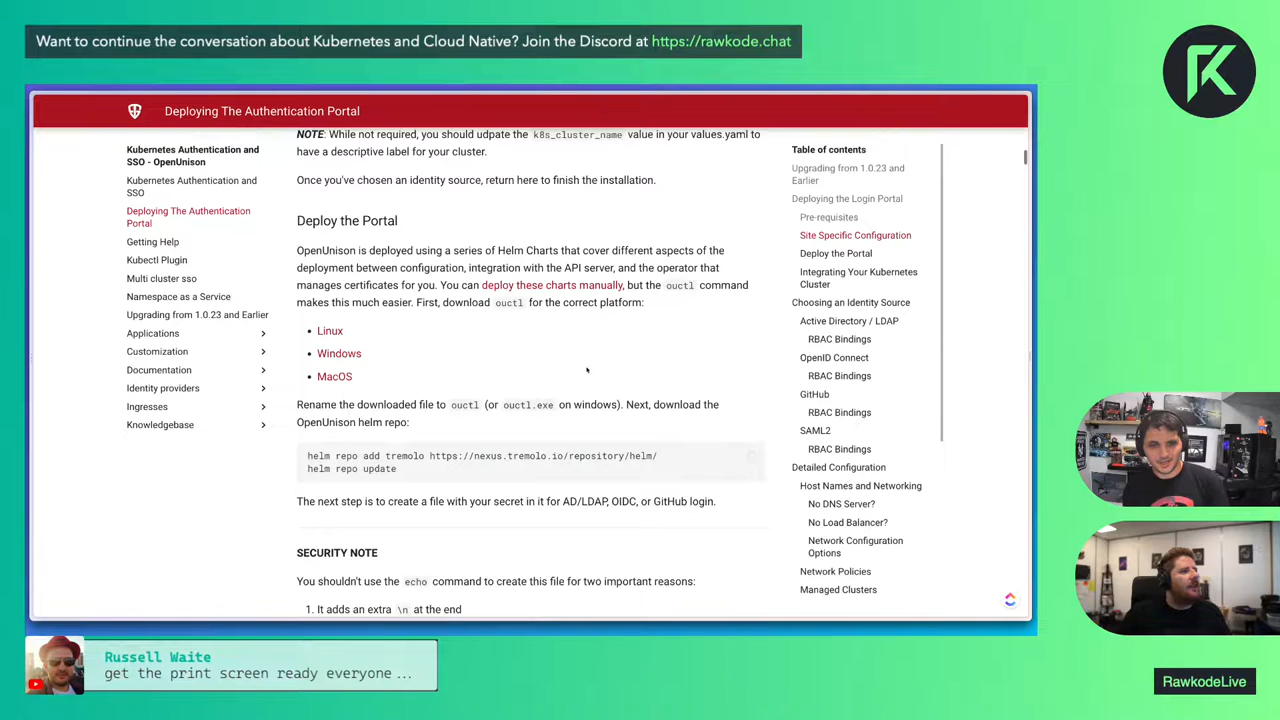 Want to continue the conversation about Kubernetes and Cloud Native? Join the Discord at https://rawkode.chat
Deploying The Authentication Portal
Kubernetes Authentication and
SSO - OpenUnison
Kubernetes Authentication and
SSO
Deploying The Authentication
Portal
Getting Help
Kubectl Plugin
Multi cluster sso
Namespace as a Service
Upgrading from 1.0.23 and Earlier
Applications
Customization
Documentation
Identity providers
Ingresses
Knowledgebase
NOTE: While not required, you should udpate the k8s_cluster_name value in your values.yaml to
have a descriptive label for your cluster.
Once you've chosen an identity source, return here to finish the installation.
Deploy the Portal
OpenUnison is deployed using a series of Helm Charts that cover different aspects of the
deployment between configuration, integration with the API server, and the operator that
manages certificates for you. You can deploy these charts manually, but the ouctl command
makes this much easier. First, download ouctl for the correct platform:
• Linux
• Windows
• MacOS
Rename the downloaded file to ouctl (or ouctl.exe on windows). Next, download the
OpenUnison helm repo:
helm repo add tremolo https://nexus.tremolo.io/repository/helm/
helm repo update
The next step is to create a file with your secret in it for AD/LDAP, OIDC, or GitHub login.
SECURITY NOTE
You shouldn't use the echo command to create this file for two important reasons:
1. It adds an extra \n at the end
Table of contents
Upgrading from 1.0.23 and
Earlier
Deploying the Login Portal
Pre-requisites
Site Specific Configuration
Deploy the Portal
Integrating Your Kubernetes
Cluster
Choosing an Identity Source
Active Directory / LDAP
RBAC Bindings
OpenID Connect
RBAC Bindings
GitHub
RBAC Bindings
SAML2
RBAC Bindings
Detailed Configuration
Host Names and Networking
No DNS Server?
No Load Balancer?
Network Configuration
Options
Network Policies
Managed Clusters
Russell Waite
get the print screen ready everyone ...
RawkodeLive